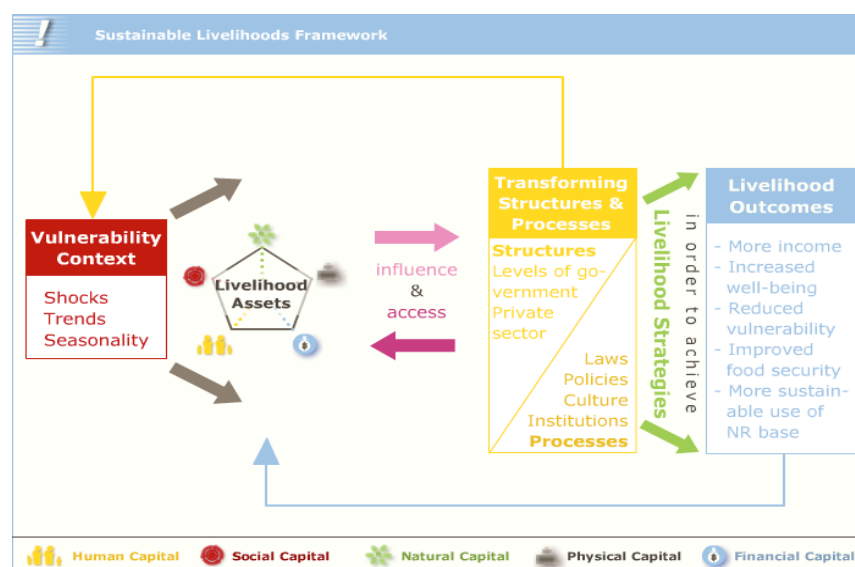 !
Sustainable Livelihoods Framework
Vulnerability
Context
Shocks
Trends
Seasonality
Livelihood
Assets
influence
&
access
Transforming
Structures &
Processes
Structures
Levels of go-
vernment
Private
sector
Laws
Policies
Culture
Institutions
Processes
Livelihood Strategies
in order to achieve
Livelihood
Outcomes
- More income
- Increased
well-being
- Reduced
vulnerability
- Improved
food security
- More sustain-
able use of
NR base
Human Capital
Social Capital
Natural Capital
Physical Capital
Financial Capital